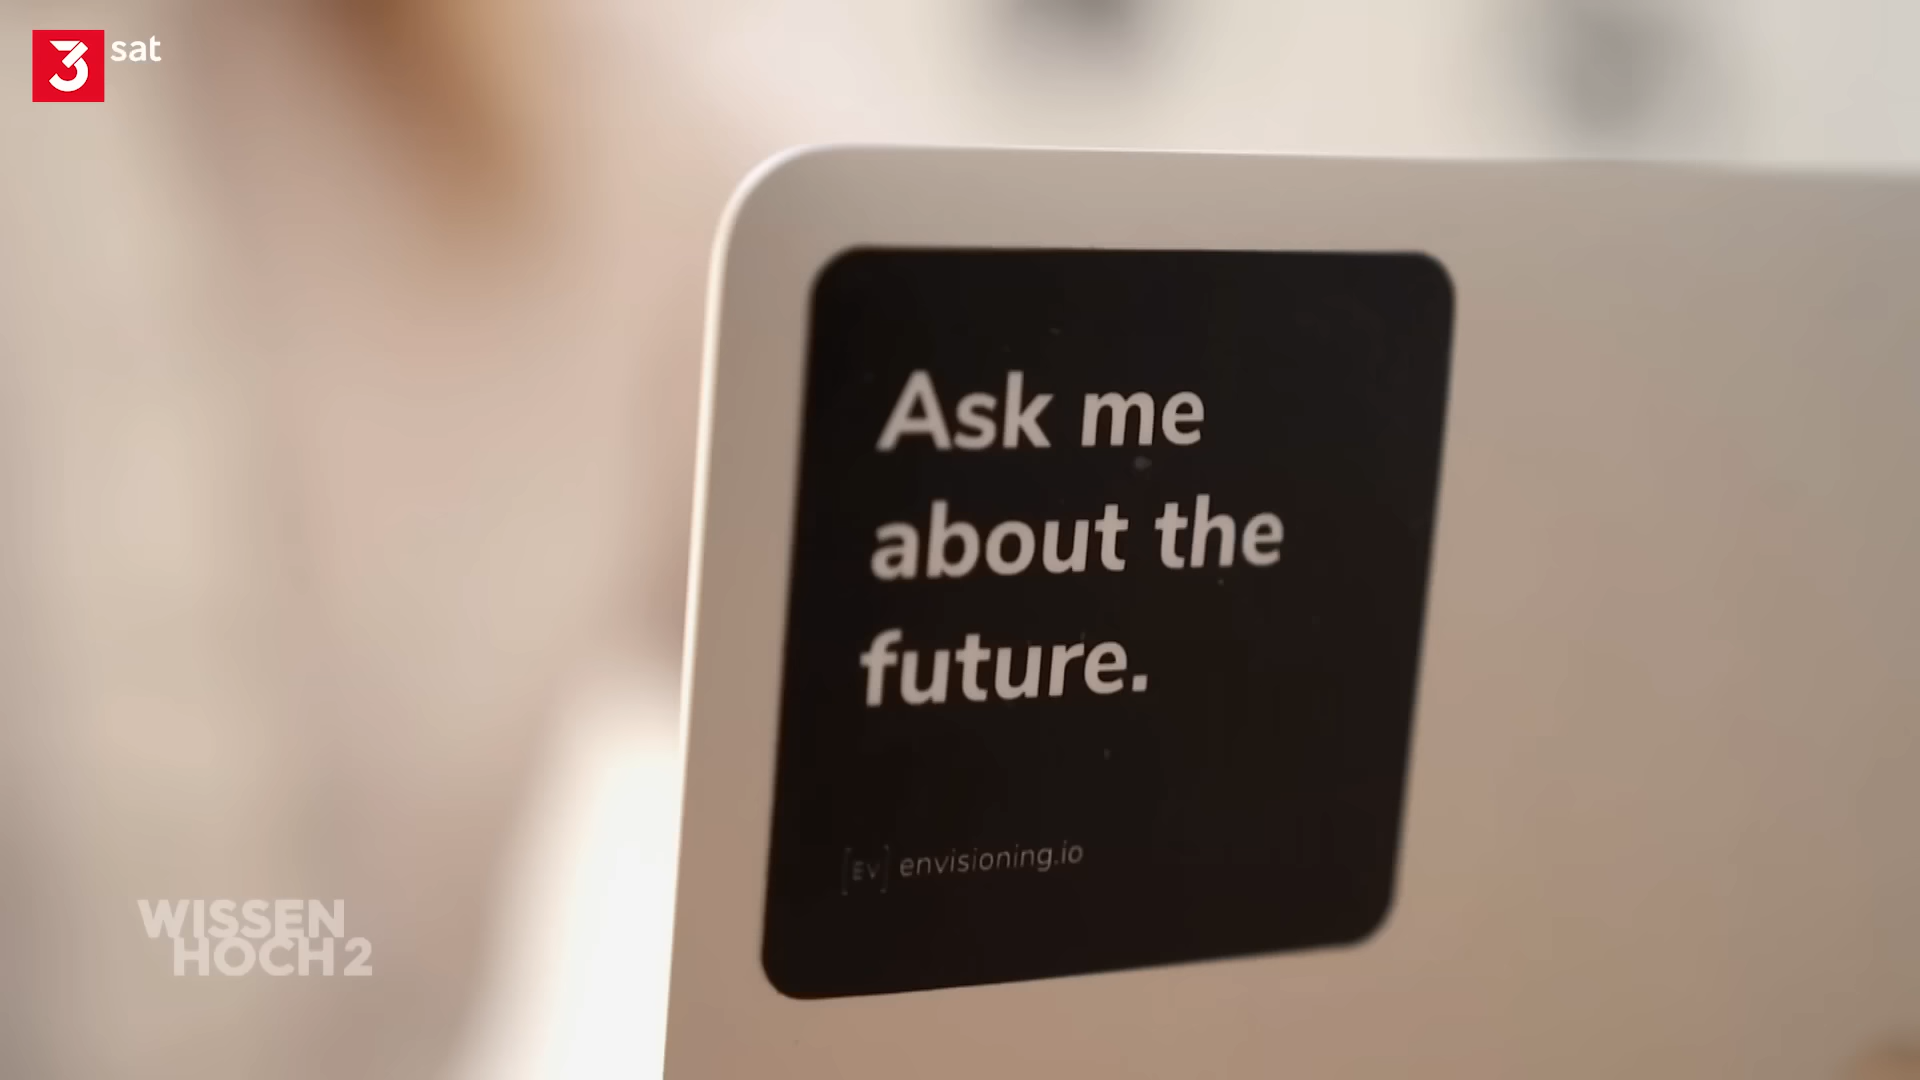 3sat
Ask me
about the
future.
[EV] envisioning.io
WISSEN
HOCH2